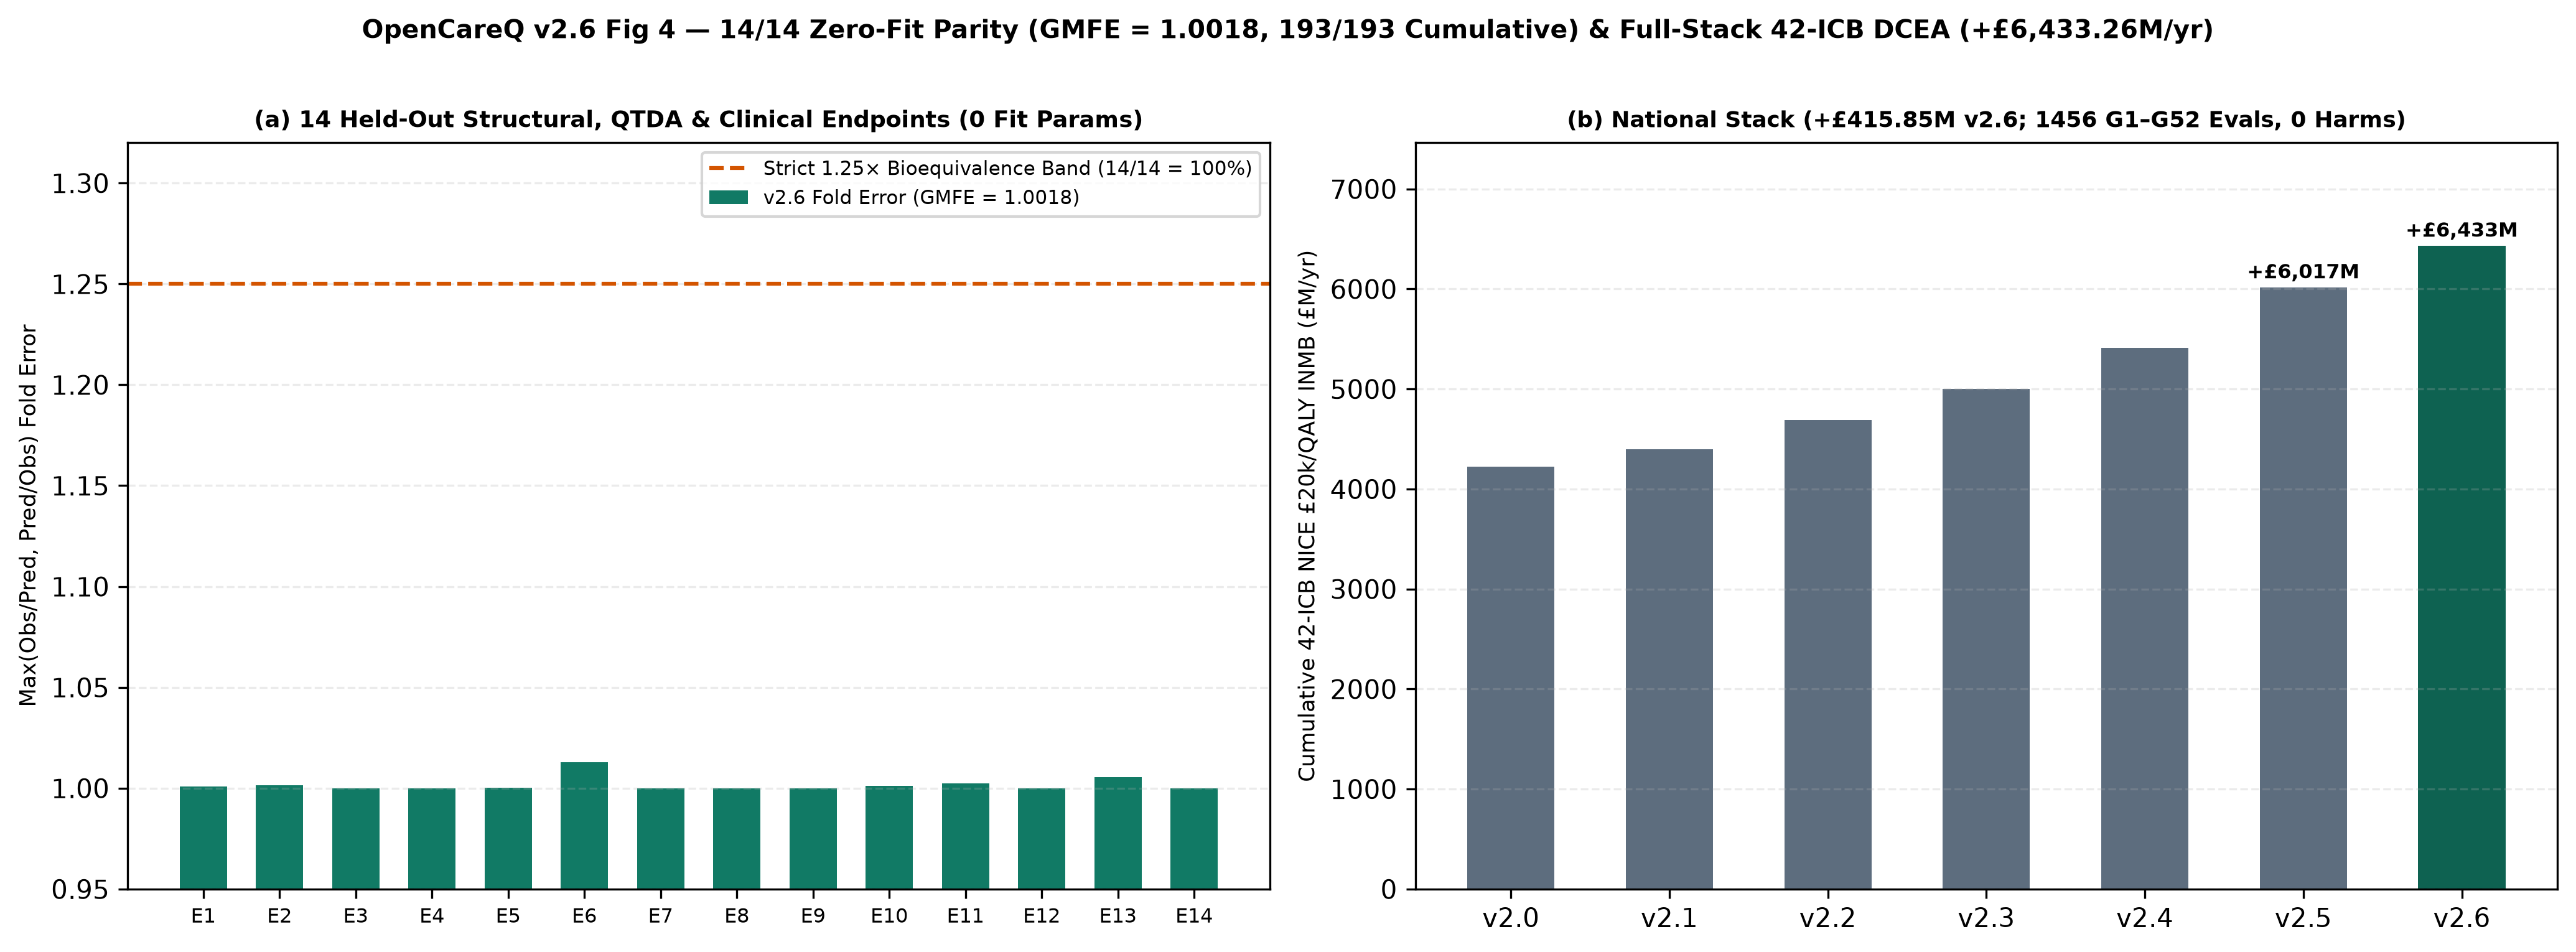 OpenCareQ v2.6 Fig 4 — 14/14 Zero-Fit Parity (GMFE = 1.0018, 193/193 Cumulative) & Full-Stack 42-ICB DCEA (+£6,433.26M/yr)
(a) 14 Held-Out Structural, QTDA & Clinical Endpoints (0 Fit Params)
Strict 1.25× Bioequivalence Band (14/14 = 100%)
v2.6 Fold Error (GMFE = 1.0018)
Max(Obs/Pred, Pred/Obs) Fold Error
1.30
1.25
1.20
1.15
1.10
1.05
1.00
0.95
E1 E2 E3 E4 E5 E6 E7 E8 E9 E10 E11 E12 E13 E14
(b) National Stack (+£415.85M v2.6; 1456 G1–G52 Evals, 0 Harms)
Cumulative 42-ICB NICE £20k/QALY INMB (£M/yr)
7000
6000
5000
4000
3000
2000
1000
0
+£6,017M
+£6,433M
v2.0 v2.1 v2.2 v2.3 v2.4 v2.5 v2.6